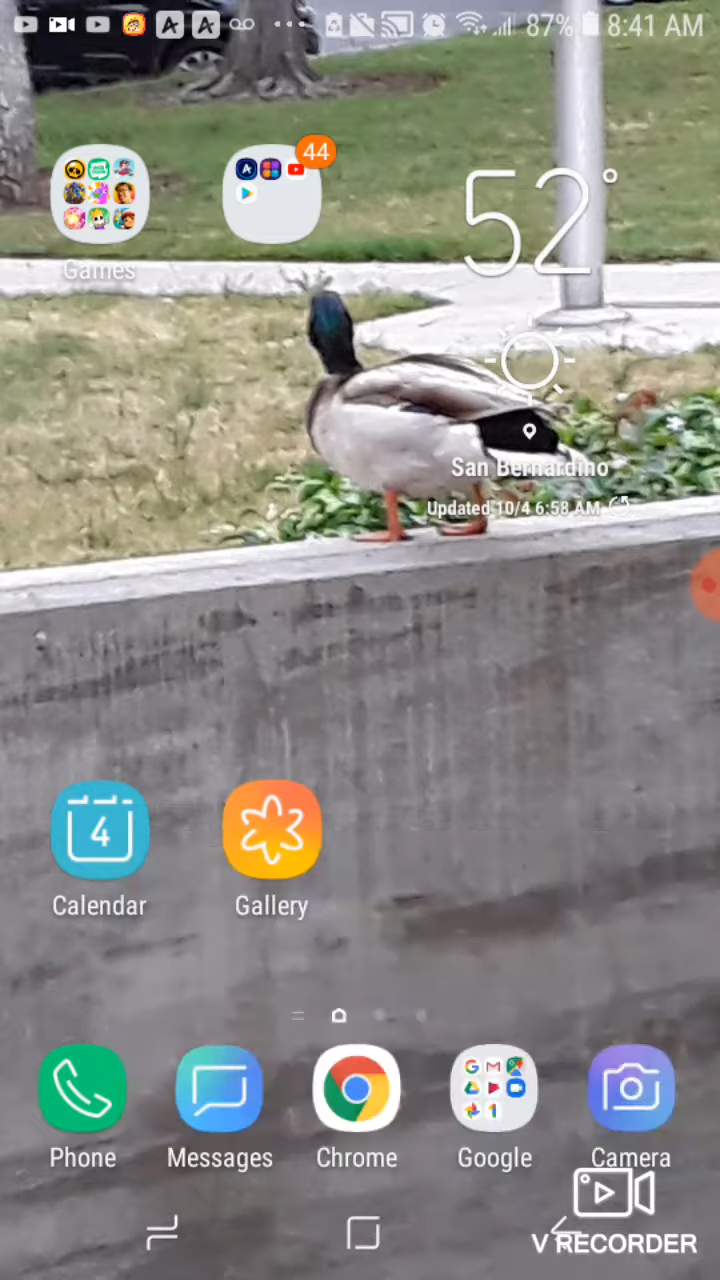 87% 8:41 AM
44
52°
Games
San Bernardino
Updated 10/4 6:58 AM
4
Calendar
Gallery
Phone
Messages
Chrome
Google
Camera
V RECORDER